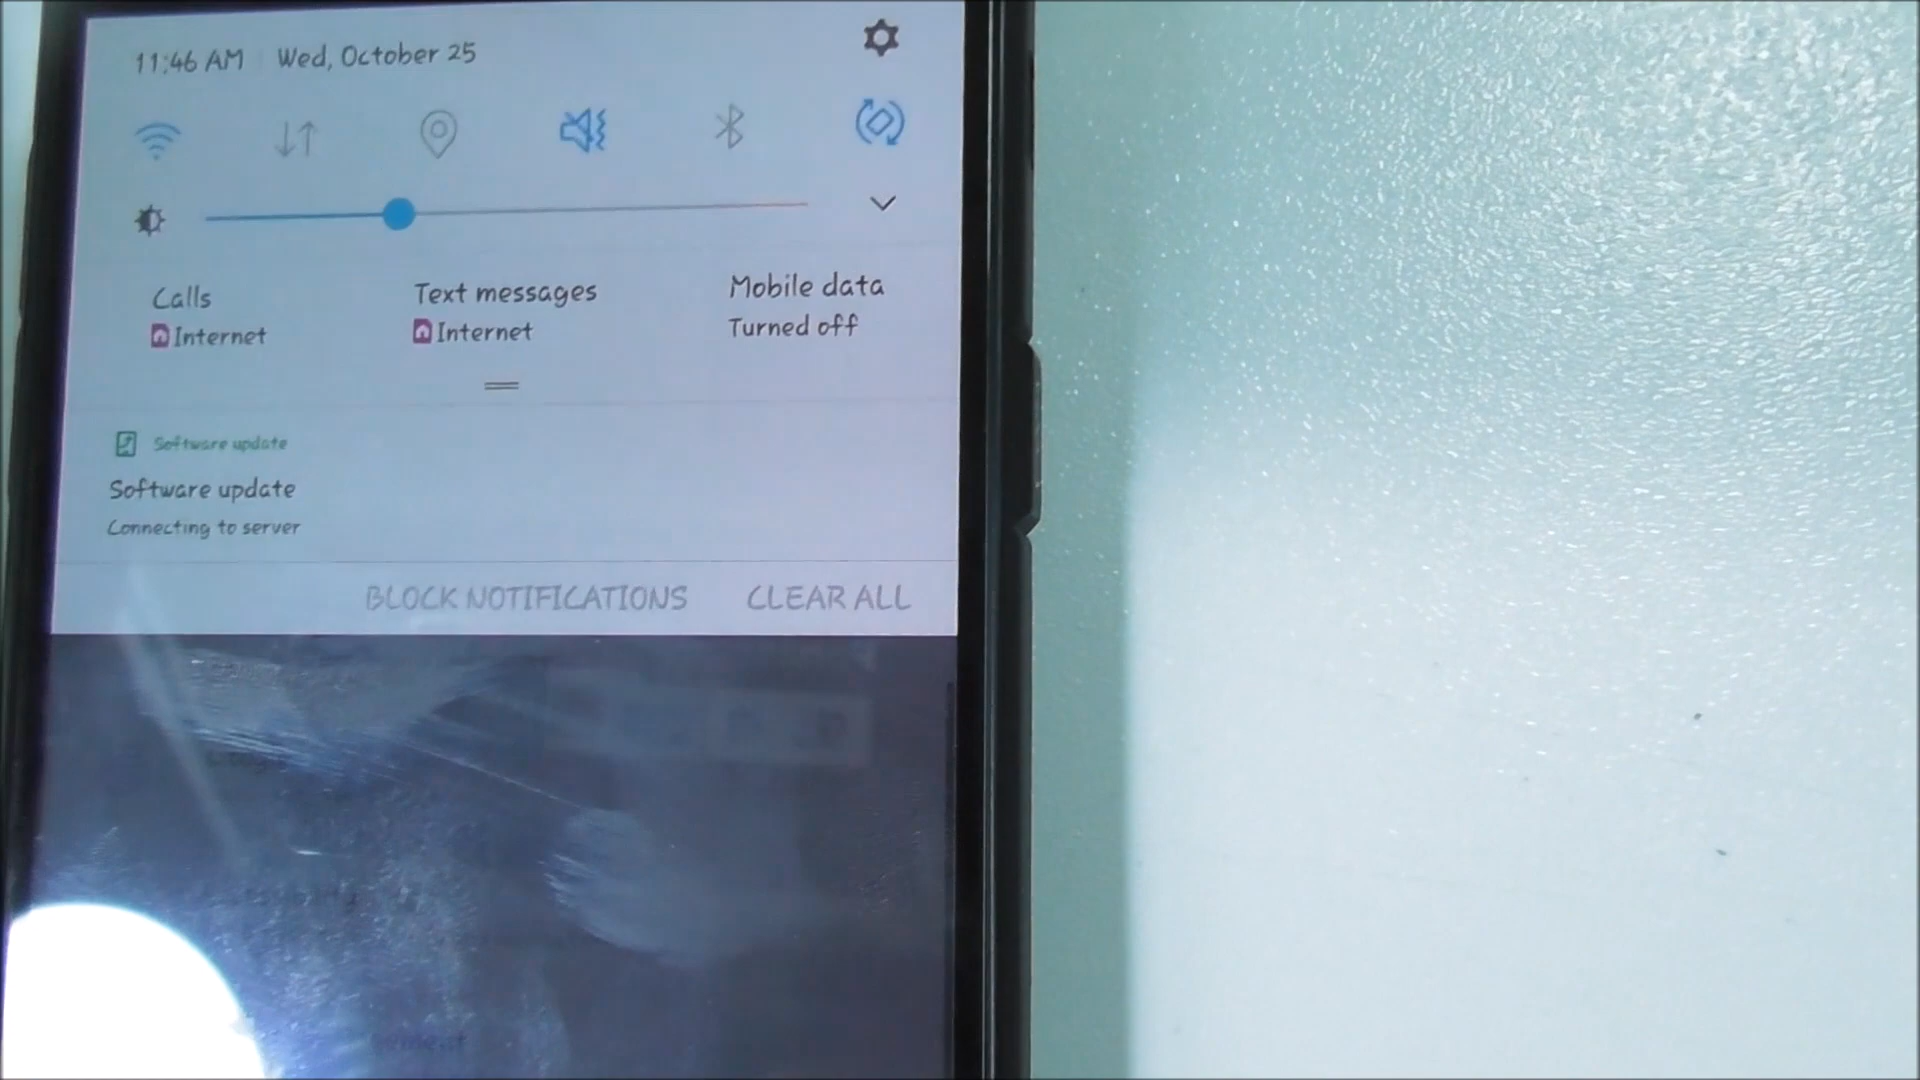 11:46 AM Wed, October 25
Calls
Internet
Text messages
Internet
Mobile data
Turned off
Software update
Software update
Connecting to server
BLOCK NOTIFICATIONS CLEAR ALL